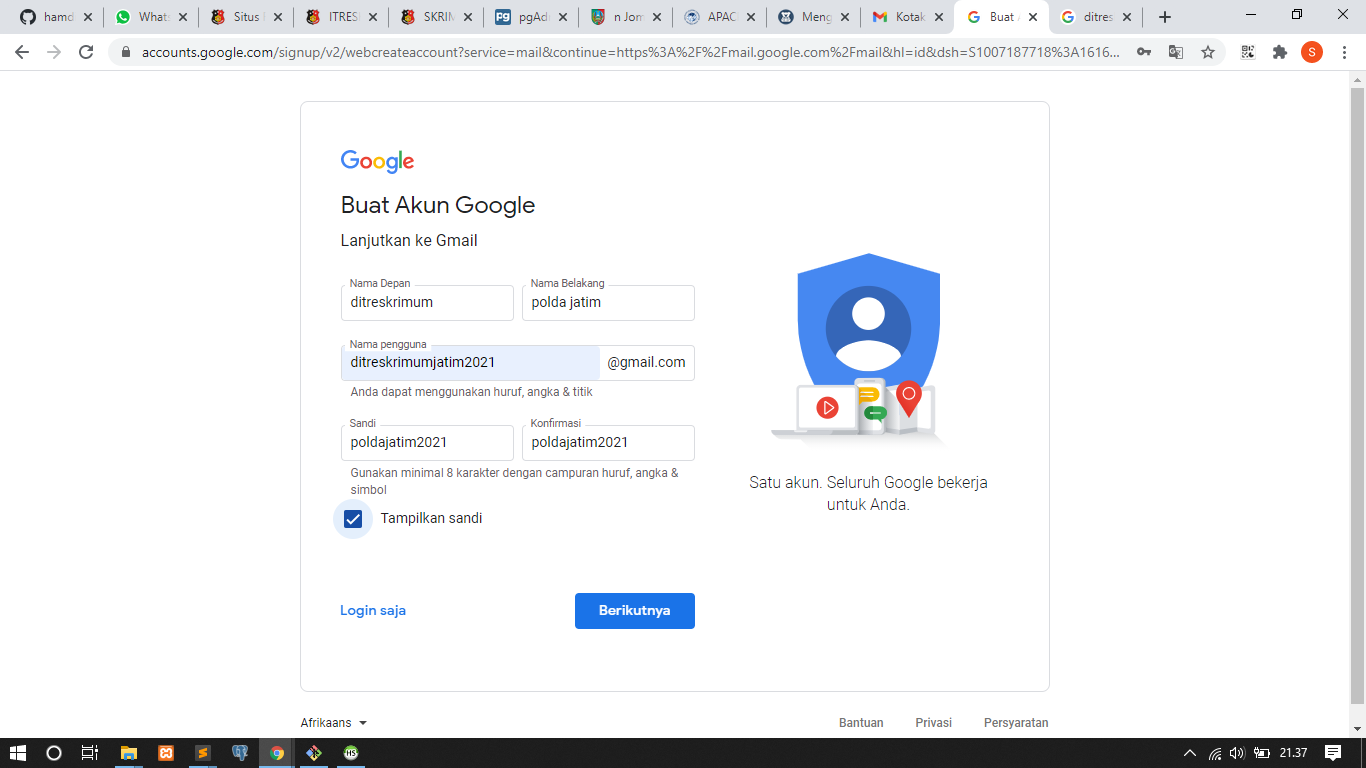 hamd
Whats
Situs
ITRES
SKRIM
pgAd
n Jom
APAC
Meng
Kotak
Buat
ditres
accounts.google.com/signup/v2/webcreateaccount?service=mail&continue=https%3A%2F%2Fmail.google.com%2Fmail&hl=id&dsh=S1007187718%3A1616...
S
Google
Buat Akun Google
Lanjutkan ke Gmail
Nama Depan
Nama Belakang
ditreskrimum
polda jatim
Nama pengguna
ditreskrimumjatim2021
@gmail.com
Anda dapat menggunakan huruf, angka & titik
Sandi
Konfirmasi
poldajatim2021
poldajatim2021
Gunakan minimal 8 karakter dengan campuran huruf, angka &
simbol
Tampilkan sandi
Satu akun. Seluruh Google bekerja
untuk Anda.
Login saja
Berikutnya
Afrikaans
Bantuan
Privasi
Persyaratan
21.37